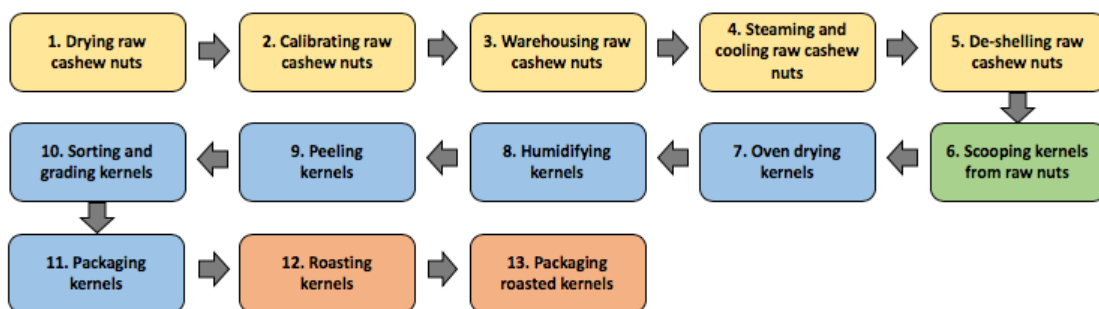 1. Drying raw
cashew nuts
2. Calibrating raw
cashew nuts
3. Warehousing raw
cashew nuts
4. Steaming and
cooling raw cashew
nuts
5. De-shelling raw
cashew nuts
6. Scooping kernels
from raw nuts
7. Oven drying
kernels
8. Humidifying
kernels
9. Peeling
kernels
10. Sorting and
grading kernels
11. Packaging
kernels
12. Roasting
kernels
13. Packaging
roasted kernels